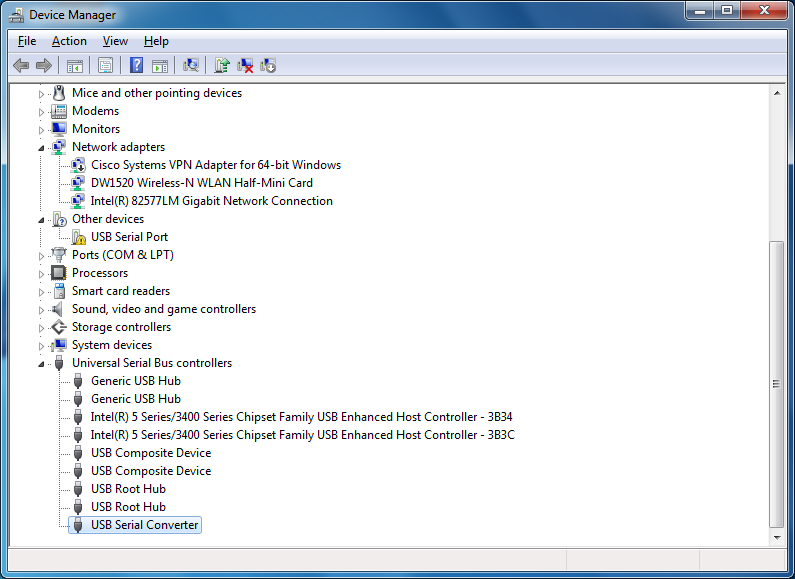 Device Manager
File Action View Help
Mice and other pointing devices
Modems
Monitors
Network adapters
Cisco Systems VPN Adapter for 64-bit Windows
DW1520 Wireless-N WLAN Half-Mini Card
Intel(R) 82577LM Gigabit Network Connection
Other devices
USB Serial Port
Ports (COM & LPT)
Processors
Smart card readers
Sound, video and game controllers
Storage controllers
System devices
Universal Serial Bus controllers
Generic USB Hub
Generic USB Hub
Intel(R) 5 Series/3400 Series Chipset Family USB Enhanced Host Controller - 3B34
Intel(R) 5 Series/3400 Series Chipset Family USB Enhanced Host Controller - 3B3C
USB Composite Device
USB Composite Device
USB Root Hub
USB Root Hub
USB Serial Converter